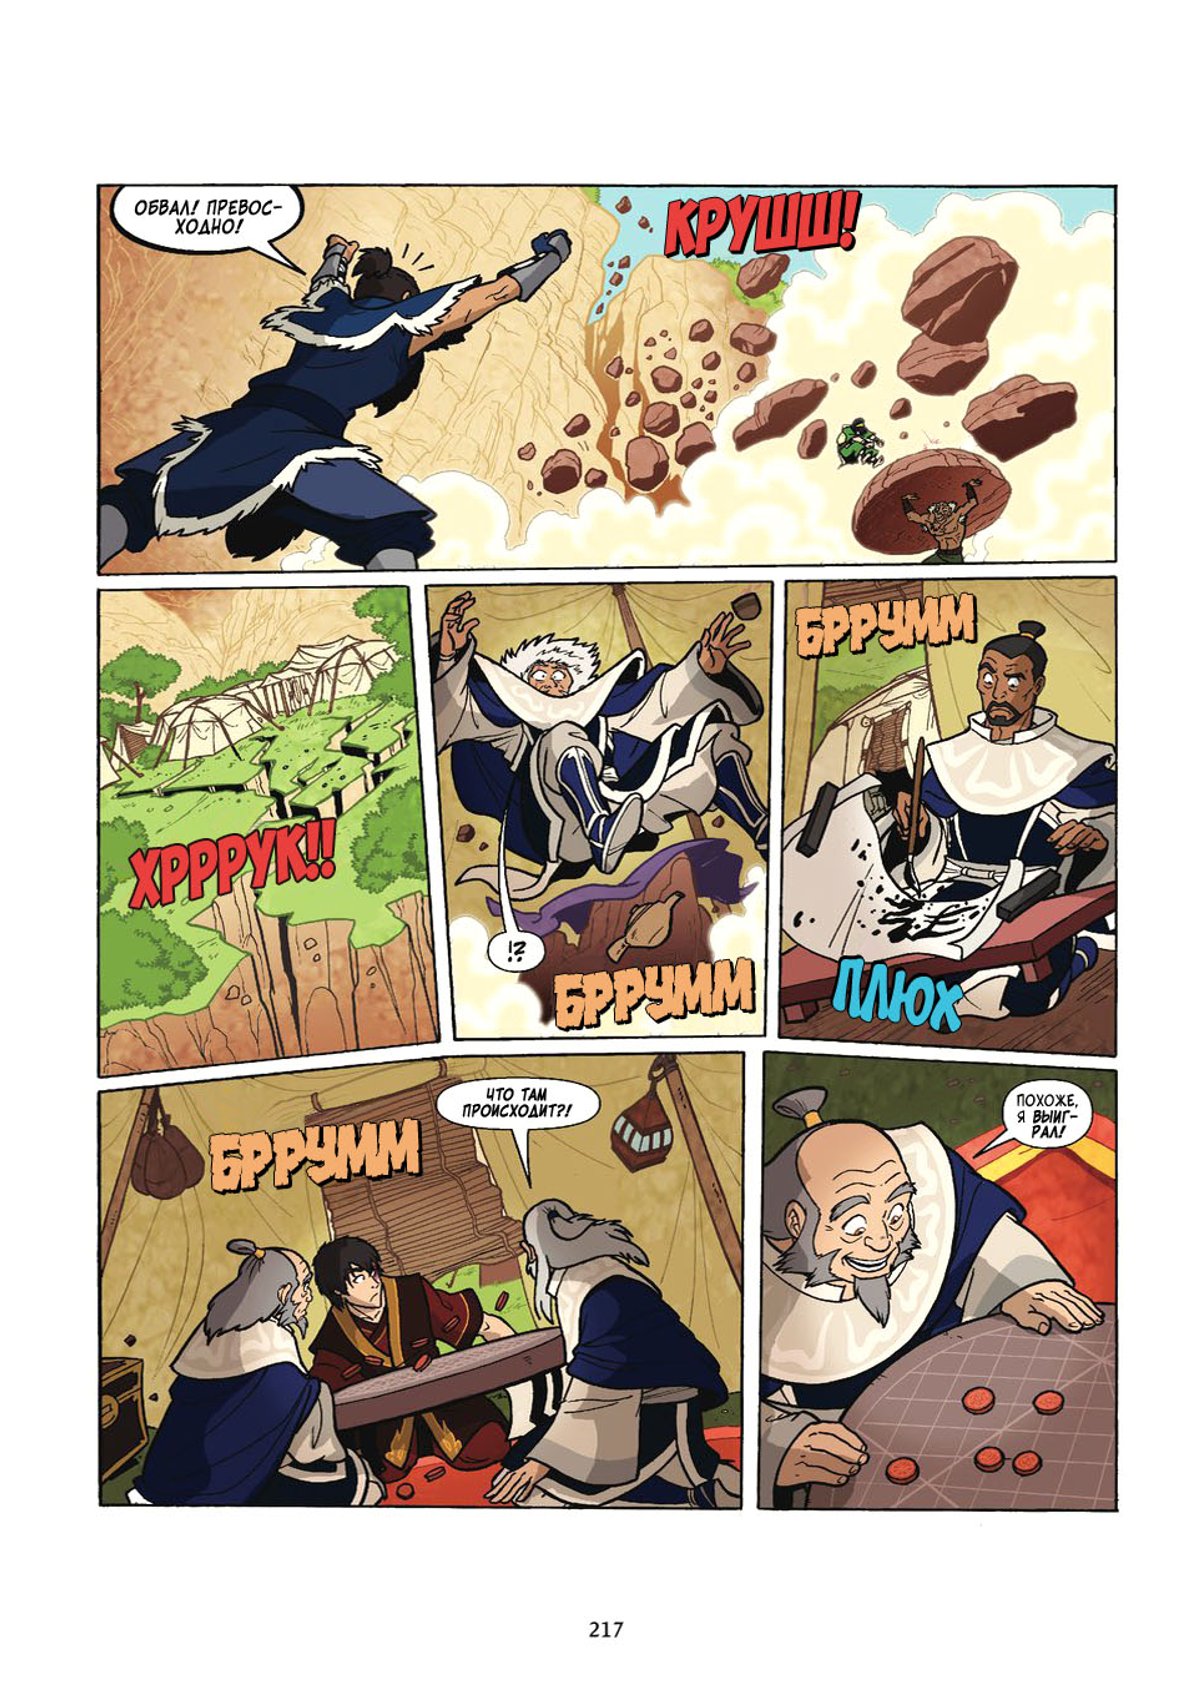 ОБВАЛ! ПРЕВОС-
ХОДНО!
КРУШШ!
ХРРРУК!!
!?
БРРУММ
БРРУММ
ПЛЮХ
БРРУММ
ЧТО ТАМ
ПРОИСХОДИТ?!
ПОХОЖЕ,
Я ВЫИГ-
РАЛ!
217